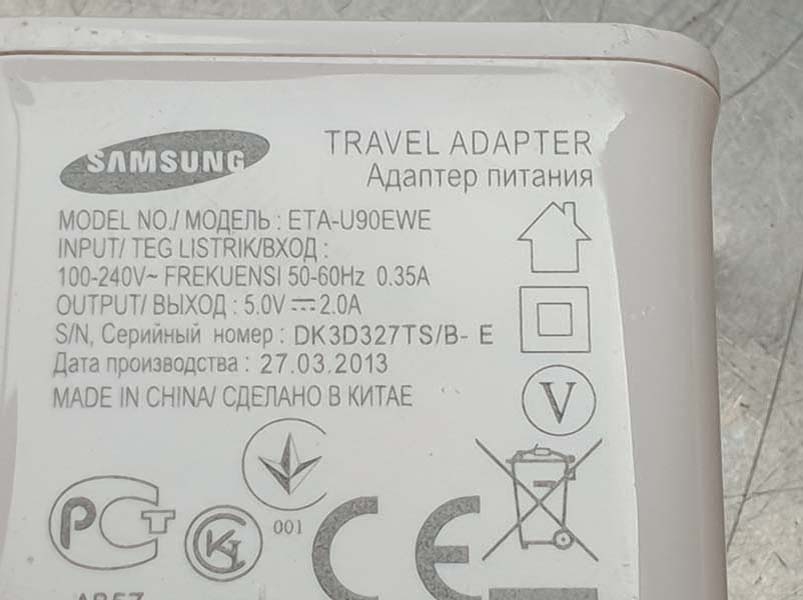 SAMSUNG
TRAVEL ADAPTER
Адаптер питания
MODEL NO./ МОДЕЛЬ : ETA-U90EWE
INPUT/ TEG LISTRIK/ВХОД :
100-240V~ FREKUENSI 50-60Hz 0.35A
OUTPUT/ ВЫХОД : 5.0V⎓2.0A
S/N, Серийный номер : DK3D327TS/B- E
Дата производства : 27.03.2013
MADE IN CHINA/ СДЕЛАНО В КИТАЕ
V
001
РСТ
CE